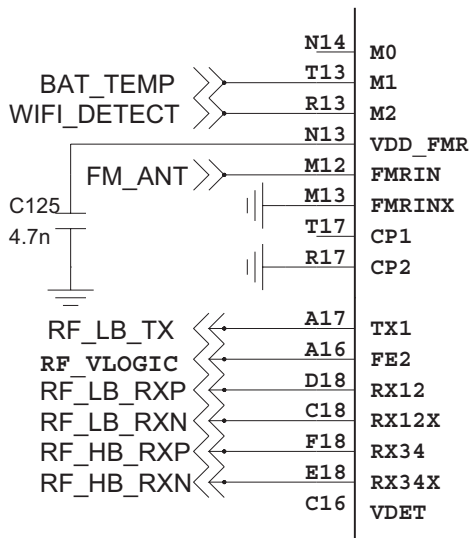 N14 M0
BAT_TEMP T13 M1
WIFI_DETECT R13 M2
N13 VDD_FMR
FM_ANT M12 FMRIN
C125 M13 FMRINX
4.7n T17 CP1
R17 CP2
RF_LB_TX A17 TX1
RF_VLOGIC A16 FE2
RF_LB_RXP D18 RX12
RF_LB_RXN C18 RX12X
RF_HB_RXP F18 RX34
RF_HB_RXN E18 RX34X
C16 VDET